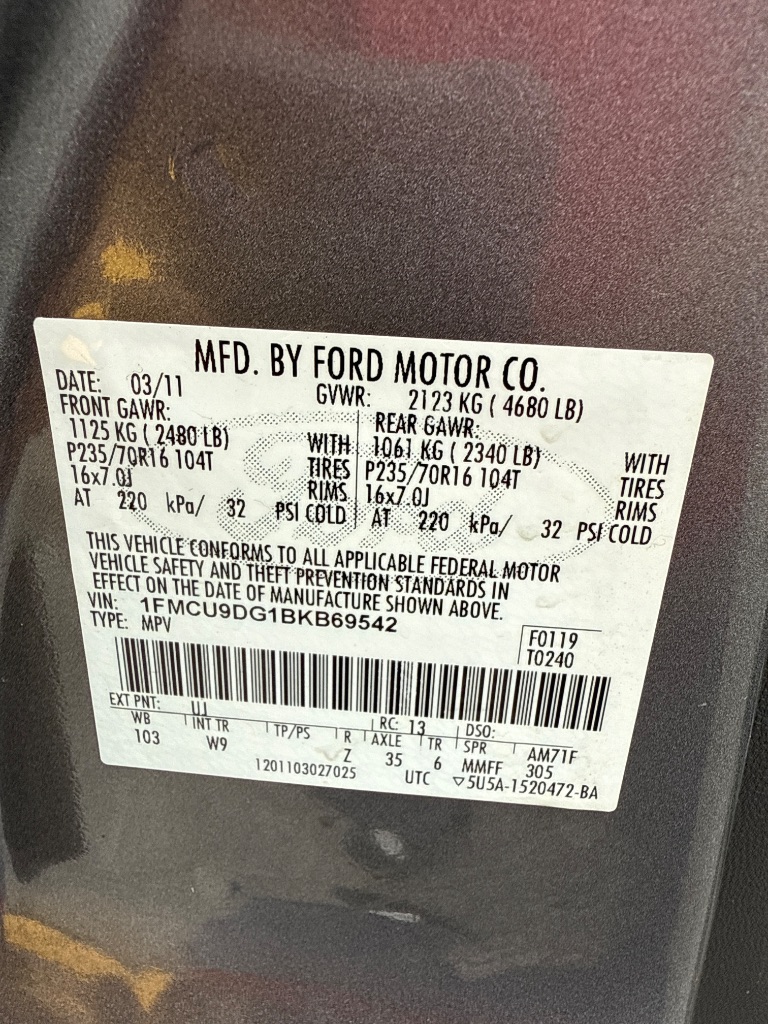 MFD. BY FORD MOTOR CO.
DATE: 03/11 GVWR: 2123 KG ( 4680 LB)
FRONT GAWR: REAR GAWR:
1125 KG ( 2480 LB) WITH 1061 KG ( 2340 LB) WITH
P235/70R16 104T TIRES P235/70R16 104T TIRES
16x7.0J RIMS 16x7.0J RIMS
AT 220 kPa/ 32 PSI COLD AT 220 kPa/ 32 PSI COLD
THIS VEHICLE CONFORMS TO ALL APPLICABLE FEDERAL MOTOR
VEHICLE SAFETY AND THEFT PREVENTION STANDARDS IN
EFFECT ON THE DATE OF MANUFACTURE SHOWN ABOVE.
VIN: 1FMCU9DG1BKB69542
TYPE: MPV
F0119
T0240
EXT PNT: UJ RC: 13 DSO:
WB INT TR TP/PS R AXLE TR SPR AM71F
103 W9 Z 35 6 MMFF 305
1201103027025 UTC ▽5U5A-1520472-BA